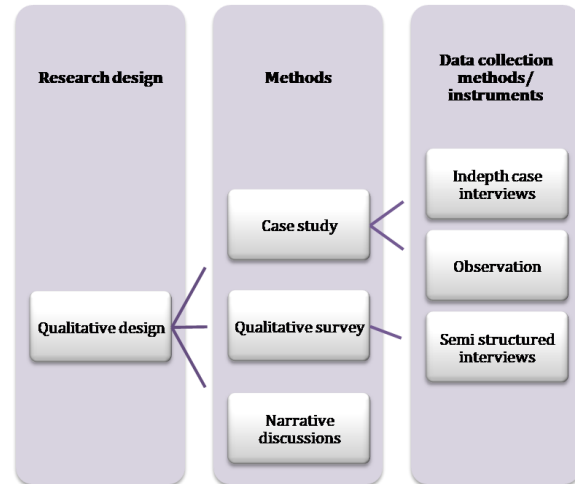 Research design
Methods
Data collection
methods/
instruments
Qualitative design
Case study
Qualitative survey
Narrative
discussions
Indepth case
interviews
Observation
Semi structured
interviews